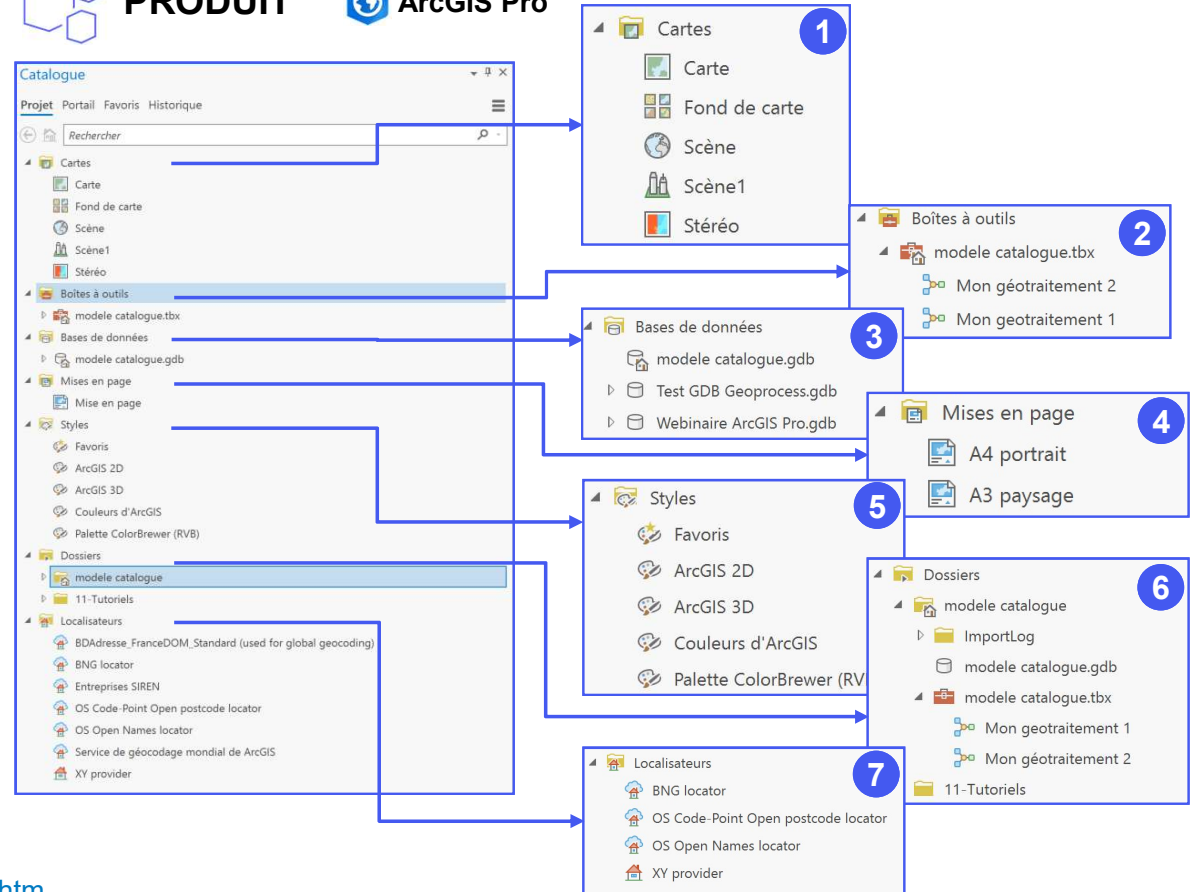 PRODUIT
ArcGIS Pro
Catalogue
Projet Portail Favoris Historique
Rechercher
Cartes
Carte
Fond de carte
Scène
Scène1
Stéréo
Boîtes à outils
modele catalogue.tbx
Bases de données
modele catalogue.gdb
Mises en page
Mise en page
Styles
Favoris
ArcGIS 2D
ArcGIS 3D
Couleurs d'ArcGIS
Palette ColorBrewer (RVB)
Dossiers
modele catalogue
11-Tutoriels
Localisateurs
BDAdresse_FranceDOM_Standard (used for global geocoding)
BNG locator
Entreprises SIREN
OS Code-Point Open postcode locator
OS Open Names locator
Service de géocodage mondial de ArcGIS
XY provider
1
Cartes
Carte
Fond de carte
Scène
Scène1
Stéréo
2
Boîtes à outils
modele catalogue.tbx
Mon géotraitement 2
Mon geotraitement 1
3
Bases de données
modele catalogue.gdb
Test GDB Geoprocess.gdb
Webinaire ArcGIS Pro.gdb
4
Mises en page
A4 portrait
A3 paysage
5
Styles
Favoris
ArcGIS 2D
ArcGIS 3D
Couleurs d'ArcGIS
Palette ColorBrewer (RV
6
Dossiers
modele catalogue
ImportLog
modele catalogue.gdb
modele catalogue.tbx
Mon geotraitement 1
Mon géotraitement 2
11-Tutoriels
7
Localisateurs
BNG locator
OS Code-Point Open postcode locator
OS Open Names locator
XY provider
htm